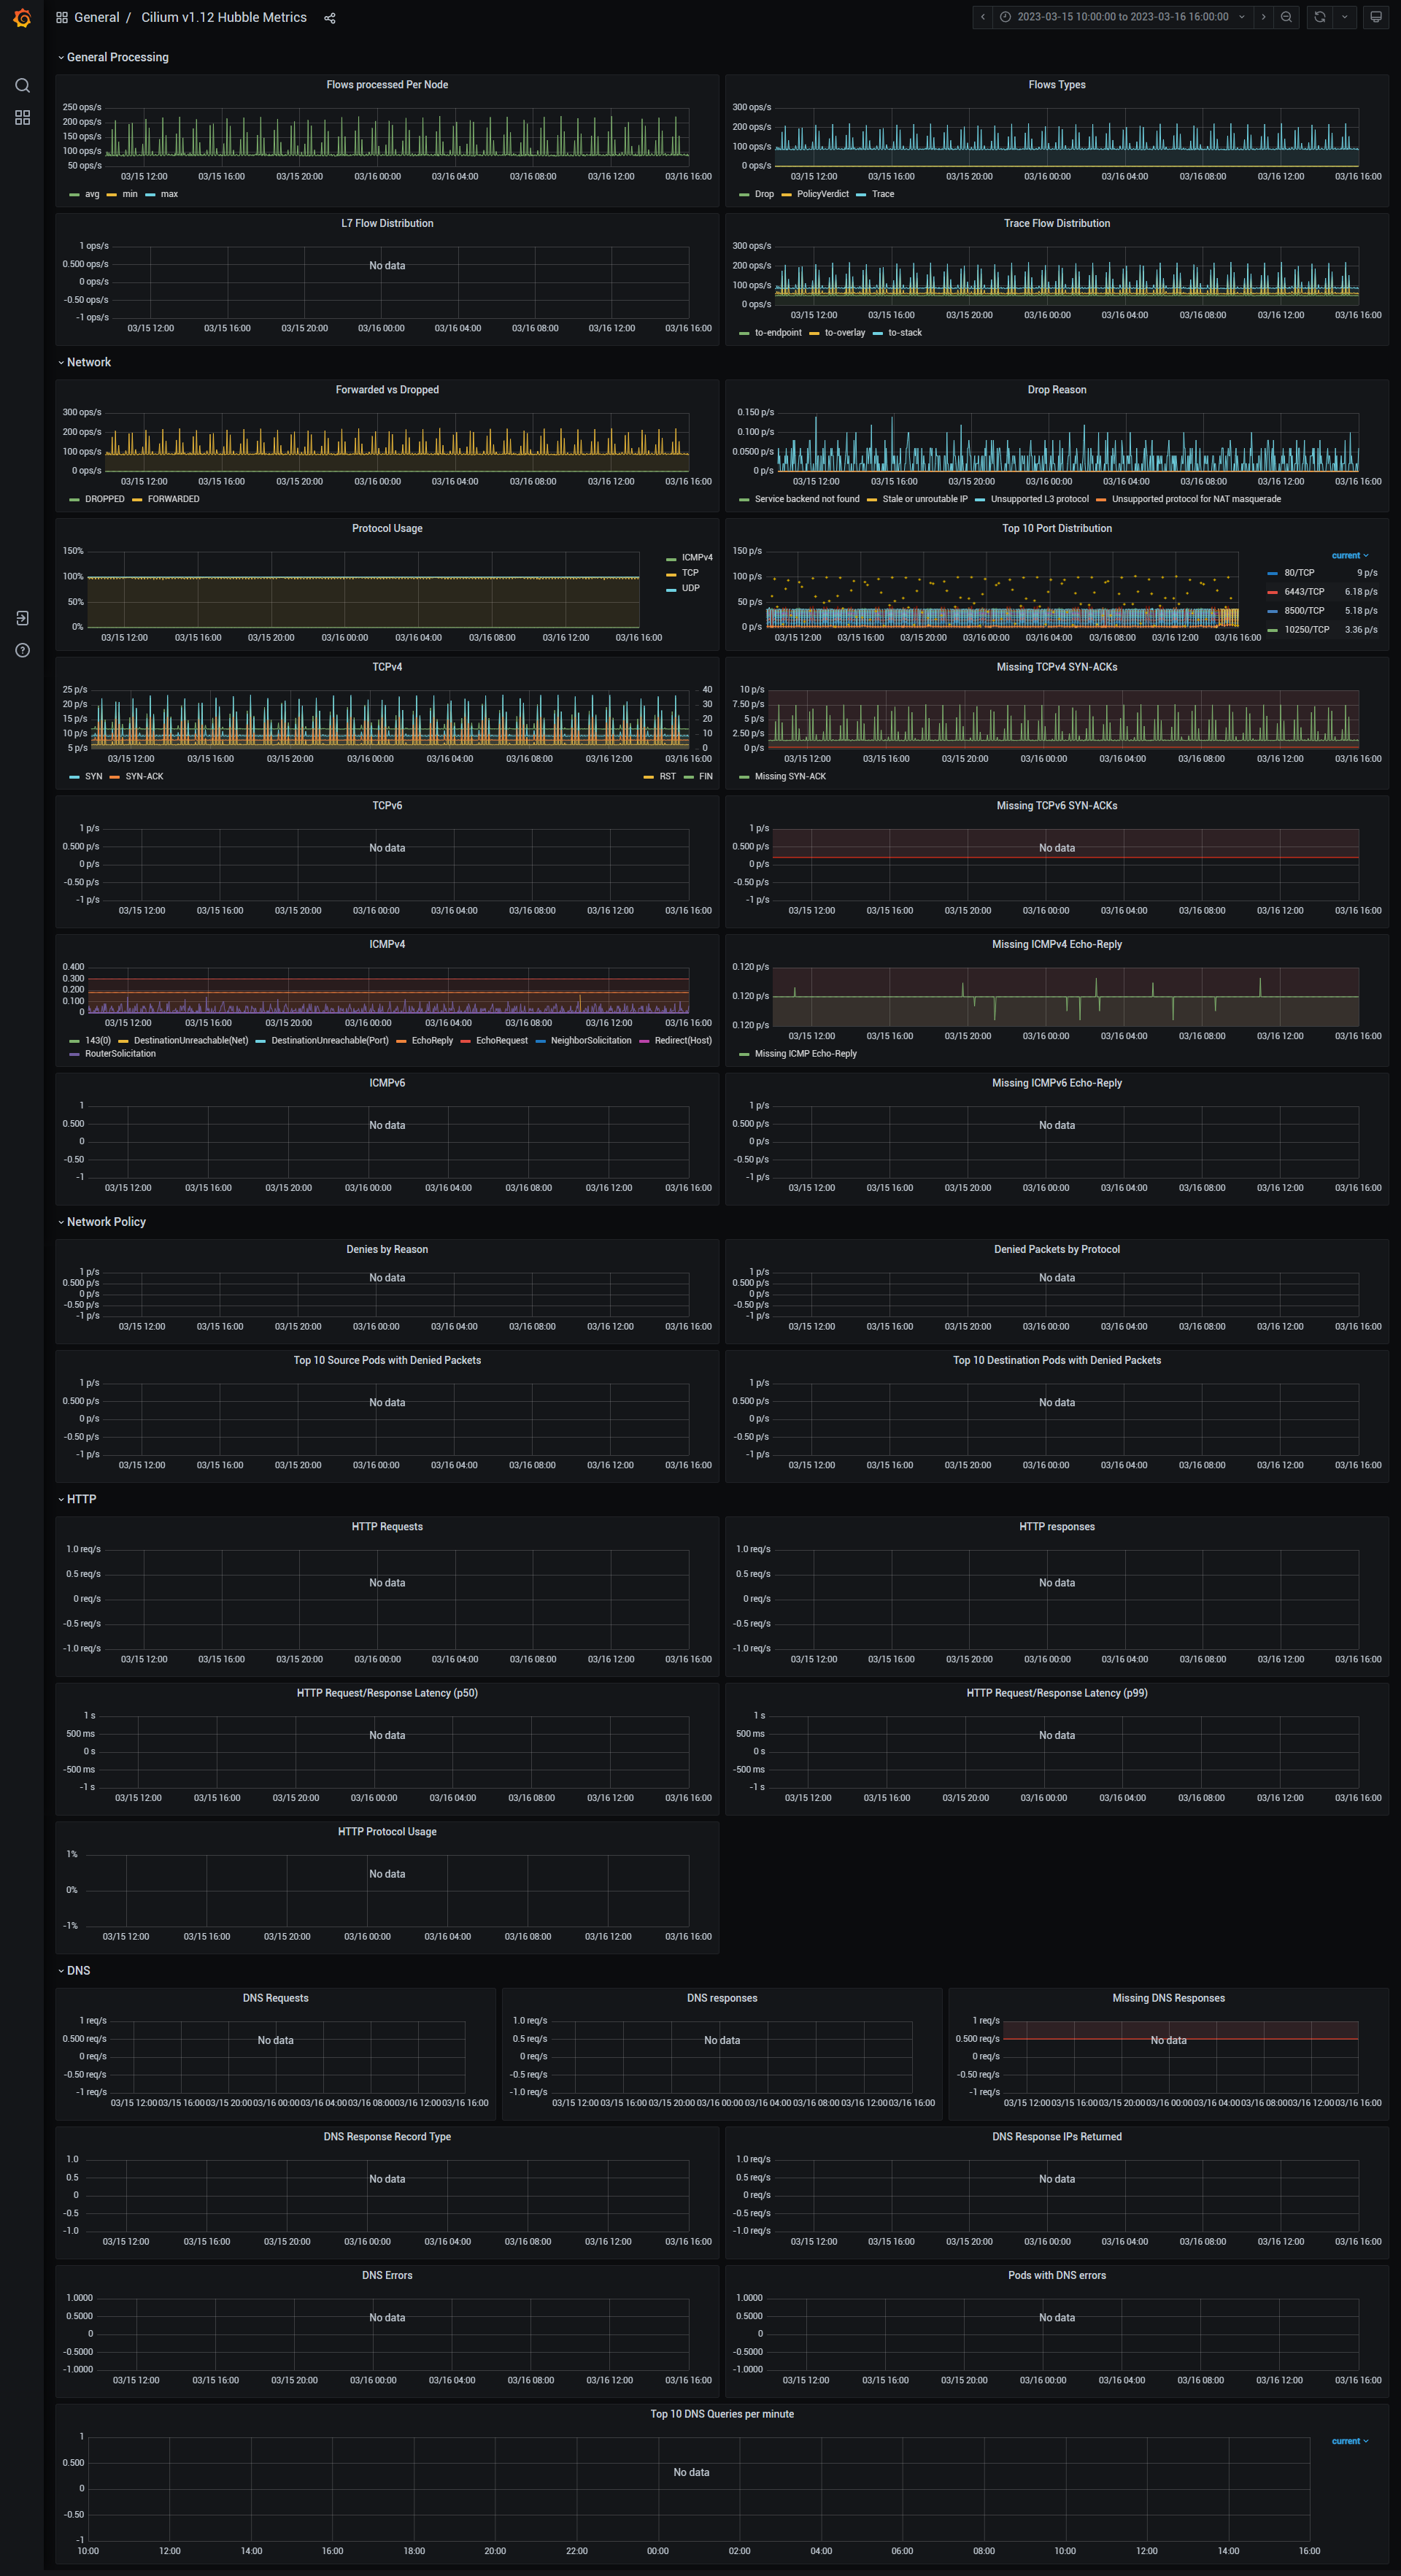 General / Cilium v1.12 Hubble Metrics
2023-03-15 10:00:00 to 2023-03-16 16:00:00
General Processing
Flows processed Per Node
250 ops/s
200 ops/s
150 ops/s
100 ops/s
50 ops/s
03/15 12:00 03/15 16:00 03/15 20:00 03/16 00:00 03/16 04:00 03/16 08:00 03/16 12:00 03/16 16:00
avg min max
Flows Types
300 ops/s
200 ops/s
100 ops/s
0 ops/s
03/15 12:00 03/15 16:00 03/15 20:00 03/16 00:00 03/16 04:00 03/16 08:00 03/16 12:00 03/16 16:00
Drop PolicyVerdict Trace
L7 Flow Distribution
1 ops/s
0.500 ops/s
0 ops/s
-0.50 ops/s
-1 ops/s
No data
03/15 12:00 03/15 16:00 03/15 20:00 03/16 00:00 03/16 04:00 03/16 08:00 03/16 12:00 03/16 16:00
Trace Flow Distribution
300 ops/s
200 ops/s
100 ops/s
0 ops/s
03/15 12:00 03/15 16:00 03/15 20:00 03/16 00:00 03/16 04:00 03/16 08:00 03/16 12:00 03/16 16:00
to-endpoint to-overlay to-stack
Network
Forwarded vs Dropped
300 ops/s
200 ops/s
100 ops/s
0 ops/s
03/15 12:00 03/15 16:00 03/15 20:00 03/16 00:00 03/16 04:00 03/16 08:00 03/16 12:00 03/16 16:00
DROPPED FORWARDED
Drop Reason
0.150 p/s
0.100 p/s
0.0500 p/s
0 p/s
03/15 12:00 03/15 16:00 03/15 20:00 03/16 00:00 03/16 04:00 03/16 08:00 03/16 12:00 03/16 16:00
Service backend not found Stale or unroutable IP Unsupported L3 protocol Unsupported protocol for NAT masquerade
Protocol Usage
150%
100%
50%
0%
03/15 12:00 03/15 16:00 03/15 20:00 03/16 00:00 03/16 04:00 03/16 08:00 03/16 12:00 03/16 16:00
ICMPv4
TCP
UDP
Top 10 Port Distribution
150 p/s
100 p/s
50 p/s
0 p/s
03/15 12:00 03/15 16:00 03/15 20:00 03/16 00:00 03/16 04:00 03/16 08:00 03/16 12:00 03/16 16:00
current
80/TCP 9 p/s
6443/TCP 6.18 p/s
8500/TCP 5.18 p/s
10250/TCP 3.36 p/s
TCPv4
25 p/s
20 p/s
15 p/s
10 p/s
5 p/s
40
30
20
10
0
03/15 12:00 03/15 16:00 03/15 20:00 03/16 00:00 03/16 04:00 03/16 08:00 03/16 12:00 03/16 16:00
SYN SYN-ACK RST FIN
Missing TCPv4 SYN-ACKs
10 p/s
7.50 p/s
5 p/s
2.50 p/s
0 p/s
03/15 12:00 03/15 16:00 03/15 20:00 03/16 00:00 03/16 04:00 03/16 08:00 03/16 12:00 03/16 16:00
Missing SYN-ACK
TCPv6
1 p/s
0.500 p/s
0 p/s
-0.50 p/s
-1 p/s
No data
03/15 12:00 03/15 16:00 03/15 20:00 03/16 00:00 03/16 04:00 03/16 08:00 03/16 12:00 03/16 16:00
Missing TCPv6 SYN-ACKs
1 p/s
0.500 p/s
0 p/s
-0.50 p/s
-1 p/s
No data
03/15 12:00 03/15 16:00 03/15 20:00 03/16 00:00 03/16 04:00 03/16 08:00 03/16 12:00 03/16 16:00
ICMPv4
0.400
0.300
0.200
0.100
0
03/15 12:00 03/15 16:00 03/15 20:00 03/16 00:00 03/16 04:00 03/16 08:00 03/16 12:00 03/16 16:00
143(0) DestinationUnreachable(Net) DestinationUnreachable(Port) EchoReply EchoRequest NeighborSolicitation Redirect(Host)
RouterSolicitation
Missing ICMPv4 Echo-Reply
0.120 p/s
0.120 p/s
0.120 p/s
03/15 12:00 03/15 16:00 03/15 20:00 03/16 00:00 03/16 04:00 03/16 08:00 03/16 12:00 03/16 16:00
Missing ICMP Echo-Reply
ICMPv6
1
0.500
0
-0.50
-1
No data
03/15 12:00 03/15 16:00 03/15 20:00 03/16 00:00 03/16 04:00 03/16 08:00 03/16 12:00 03/16 16:00
Missing ICMPv6 Echo-Reply
1 p/s
0.500 p/s
0 p/s
-0.50 p/s
-1 p/s
No data
03/15 12:00 03/15 16:00 03/15 20:00 03/16 00:00 03/16 04:00 03/16 08:00 03/16 12:00 03/16 16:00
Network Policy
Denies by Reason
1 p/s
0.500 p/s
0 p/s
-0.50 p/s
-1 p/s
No data
03/15 12:00 03/15 16:00 03/15 20:00 03/16 00:00 03/16 04:00 03/16 08:00 03/16 12:00 03/16 16:00
Denied Packets by Protocol
1 p/s
0.500 p/s
0 p/s
-0.50 p/s
-1 p/s
No data
03/15 12:00 03/15 16:00 03/15 20:00 03/16 00:00 03/16 04:00 03/16 08:00 03/16 12:00 03/16 16:00
Top 10 Source Pods with Denied Packets
1 p/s
0.500 p/s
0 p/s
-0.50 p/s
-1 p/s
No data
03/15 12:00 03/15 16:00 03/15 20:00 03/16 00:00 03/16 04:00 03/16 08:00 03/16 12:00 03/16 16:00
Top 10 Destination Pods with Denied Packets
1 p/s
0.500 p/s
0 p/s
-0.50 p/s
-1 p/s
No data
03/15 12:00 03/15 16:00 03/15 20:00 03/16 00:00 03/16 04:00 03/16 08:00 03/16 12:00 03/16 16:00
HTTP
HTTP Requests
1.0 req/s
0.5 req/s
0 req/s
-0.5 req/s
-1.0 req/s
No data
03/15 12:00 03/15 16:00 03/15 20:00 03/16 00:00 03/16 04:00 03/16 08:00 03/16 12:00 03/16 16:00
HTTP responses
1.0 req/s
0.5 req/s
0 req/s
-0.5 req/s
-1.0 req/s
No data
03/15 12:00 03/15 16:00 03/15 20:00 03/16 00:00 03/16 04:00 03/16 08:00 03/16 12:00 03/16 16:00
HTTP Request/Response Latency (p50)
1 s
500 ms
0 s
-500 ms
-1 s
No data
03/15 12:00 03/15 16:00 03/15 20:00 03/16 00:00 03/16 04:00 03/16 08:00 03/16 12:00 03/16 16:00
HTTP Request/Response Latency (p99)
1 s
500 ms
0 s
-500 ms
-1 s
No data
03/15 12:00 03/15 16:00 03/15 20:00 03/16 00:00 03/16 04:00 03/16 08:00 03/16 12:00 03/16 16:00
HTTP Protocol Usage
1%
0%
-1%
No data
03/15 12:00 03/15 16:00 03/15 20:00 03/16 00:00 03/16 04:00 03/16 08:00 03/16 12:00 03/16 16:00
DNS
DNS Requests
1 req/s
0.500 req/s
0 req/s
-0.50 req/s
-1 req/s
No data
03/15 12:00 03/15 16:00 03/15 20:00 03/16 00:00 03/16 04:00 03/16 08:00 03/16 12:00 03/16 16:00
DNS responses
1.0 req/s
0.5 req/s
0 req/s
-0.5 req/s
-1.0 req/s
No data
03/15 12:00 03/15 16:00 03/15 20:00 03/16 00:00 03/16 04:00 03/16 08:00 03/16 12:00 03/16 16:00
Missing DNS Responses
1 req/s
0.500 req/s
0 req/s
-0.50 req/s
-1 req/s
No data
03/15 12:00 03/15 16:00 03/15 20:00 03/16 00:00 03/16 04:00 03/16 08:00 03/16 12:00 03/16 16:00
DNS Response Record Type
1.0
0.5
0
-0.5
-1.0
No data
03/15 12:00 03/15 16:00 03/15 20:00 03/16 00:00 03/16 04:00 03/16 08:00 03/16 12:00 03/16 16:00
DNS Response IPs Returned
1.0 req/s
0.5 req/s
0 req/s
-0.5 req/s
-1.0 req/s
No data
03/15 12:00 03/15 16:00 03/15 20:00 03/16 00:00 03/16 04:00 03/16 08:00 03/16 12:00 03/16 16:00
DNS Errors
1.0000
0.5000
0
-0.5000
-1.0000
No data
03/15 12:00 03/15 16:00 03/15 20:00 03/16 00:00 03/16 04:00 03/16 08:00 03/16 12:00 03/16 16:00
Pods with DNS errors
1.0000
0.5000
0
-0.5000
-1.0000
No data
03/15 12:00 03/15 16:00 03/15 20:00 03/16 00:00 03/16 04:00 03/16 08:00 03/16 12:00 03/16 16:00
Top 10 DNS Queries per minute
1
0.500
0
-0.50
-1
No data
current
10:00 12:00 14:00 16:00 18:00 20:00 22:00 00:00 02:00 04:00 06:00 08:00 10:00 12:00 14:00 16:00